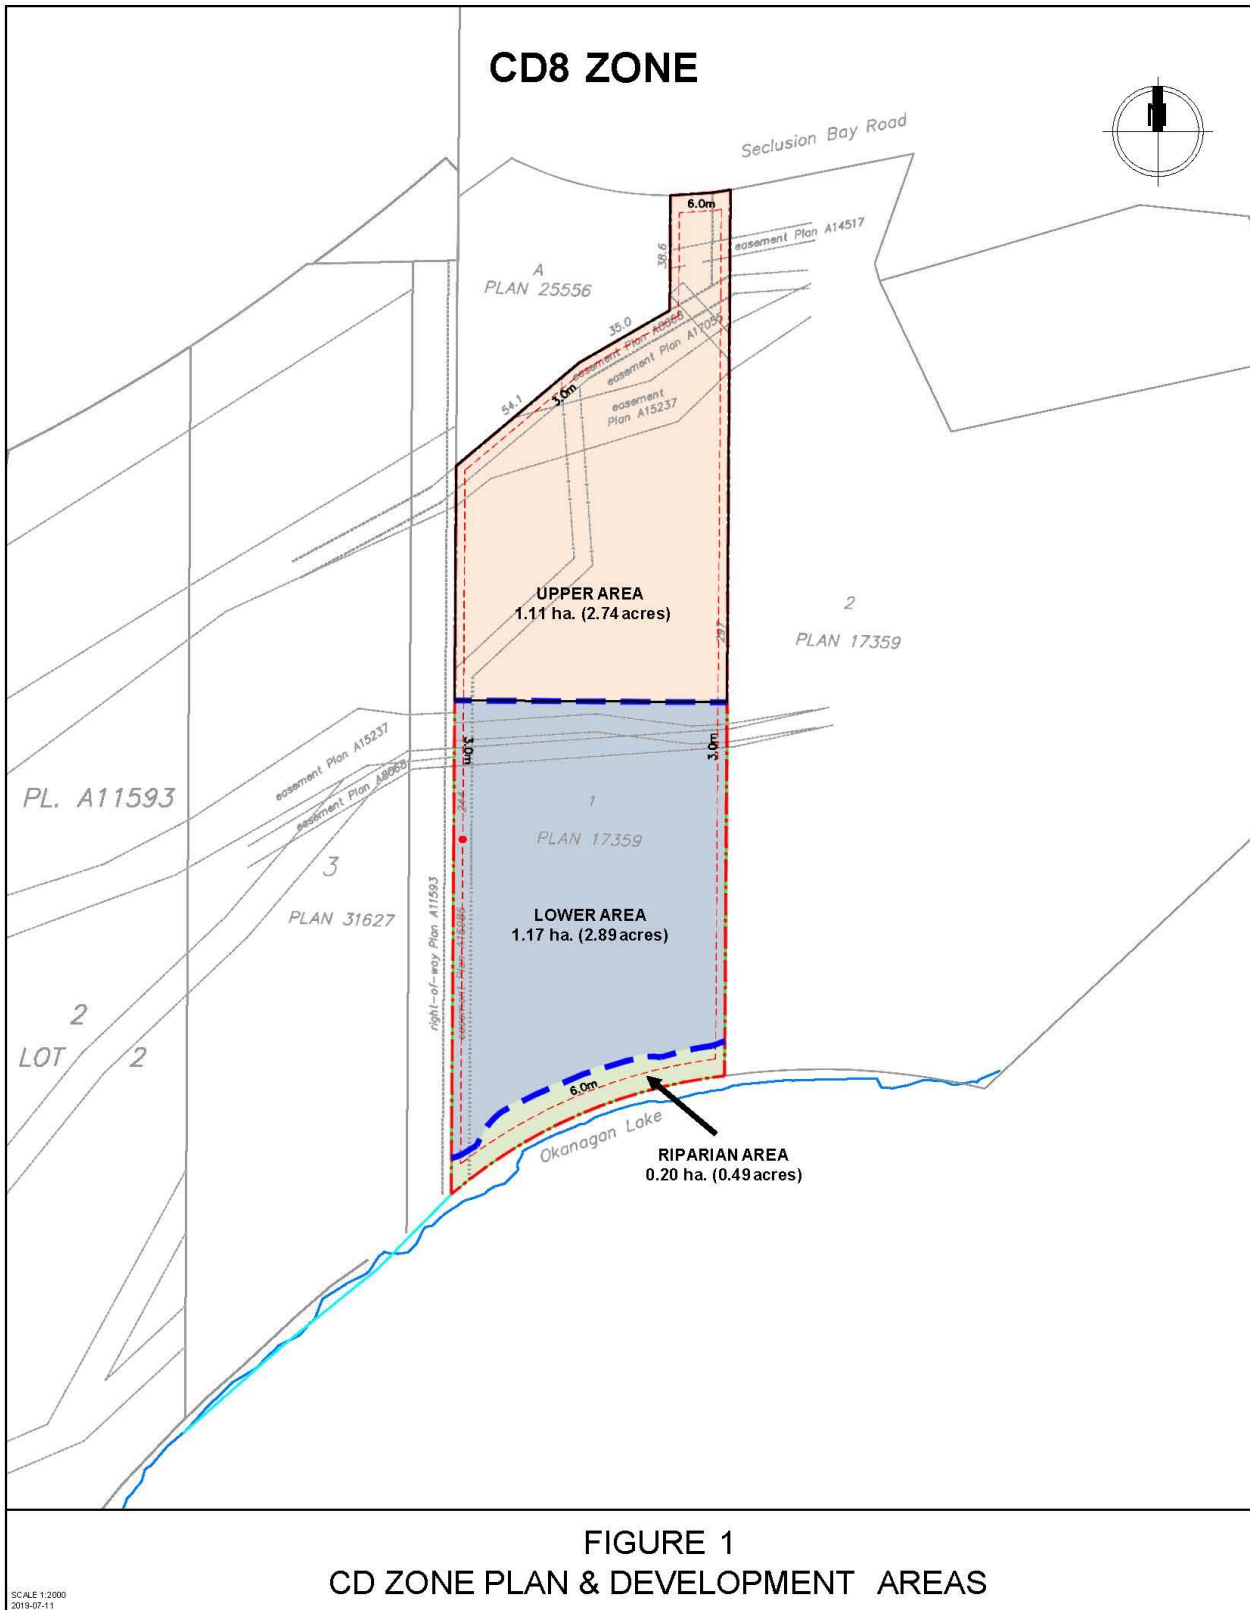 CD8 ZONE
N
Seclusion Bay Road
6.0m
easement Plan A14517
38.6
A
PLAN 25556
35.0
easement Plan A8068
easement Plan A17055
3.0m
54.1
easement
Plan A15237
UPPER AREA
1.11 ha. (2.74 acres)
297
2
PLAN 17359
3.0m
3.0m
easement Plan A15237
easement Plan A8068
PL. A11593
1
PLAN 17359
3
PLAN 31627
right-of-way Plan A11593
LOWER AREA
1.17 ha. (2.89 acres)
2
LOT 2
6.0m
Okanagan Lake
RIPARIAN AREA
0.20 ha. (0.49 acres)
FIGURE 1
CD ZONE PLAN & DEVELOPMENT AREAS
SCALE 1:2000
2019-07-11